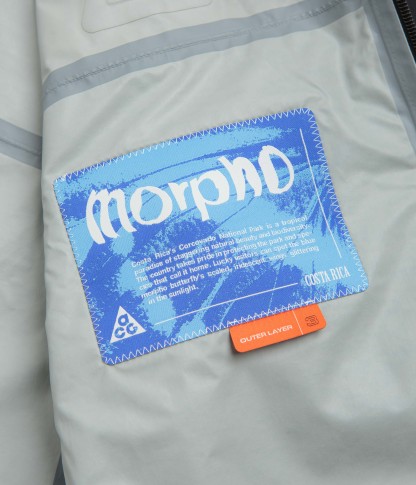 morpho
Costa Rica's Corcovado National Park is a tropical
paradise of staggering natural beauty and biodiversity.
The country takes pride in protecting the park and spe-
cies that call it home. Lucky visitors can spot the blue
morpho butterfly's scaled, iridescent wings glittering
in the sunlight.
COSTA RICA
acg
OUTER LAYER